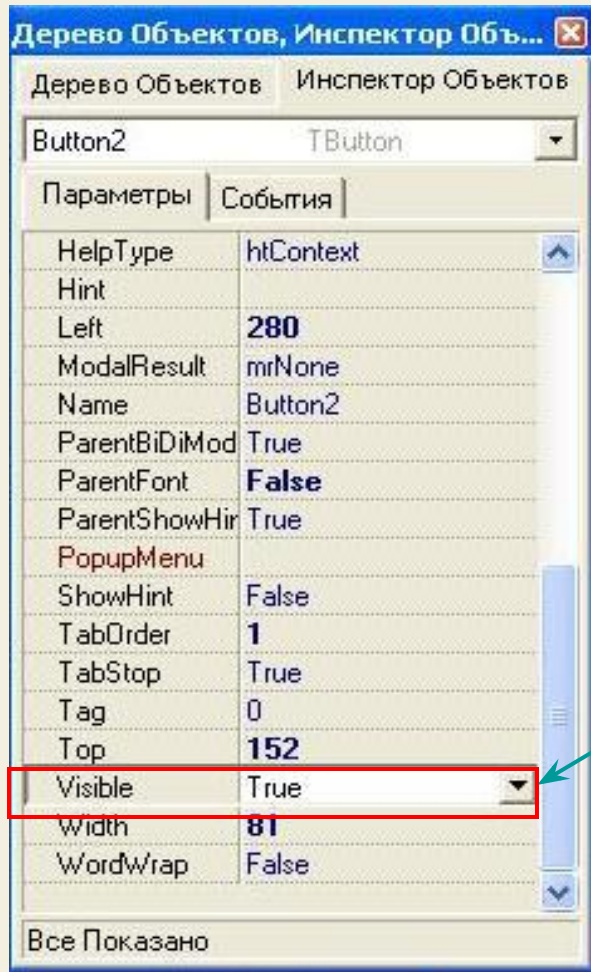 Дерево Объектов, Инспектор Объ...
Дерево Объектов Инспектор Объектов
Button2 TButton
Параметры События
HelpType htContext
Hint
Left 280
ModalResult mrNone
Name Button2
ParentBiDiMod True
ParentFont False
ParentShowHir True
PopupMenu
ShowHint False
TabOrder 1
TabStop True
Tag 0
Top 152
Visible True
Width 81
WordWrap False
Все Показано